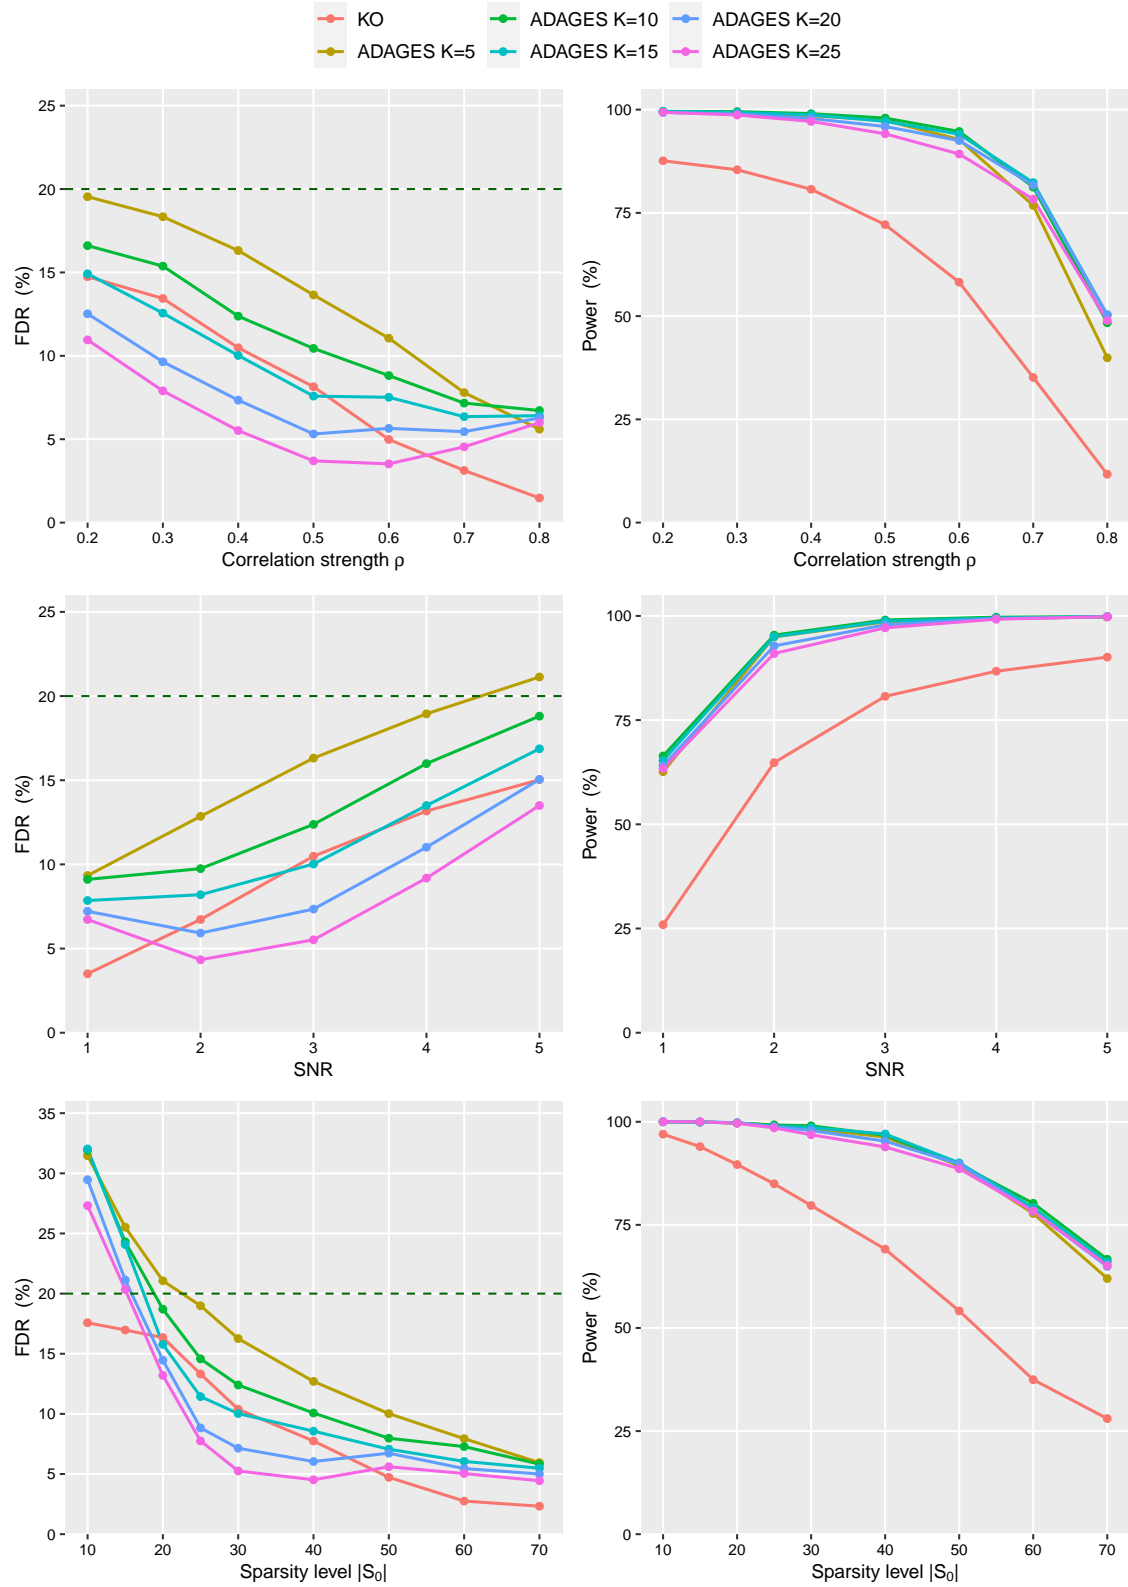 KO
ADAGES K=10
ADAGES K=20
ADAGES K=5
ADAGES K=15
ADAGES K=25
FDR (%)
25
20
15
10
5
0
0.2 0.3 0.4 0.5 0.6 0.7 0.8
Correlation strength ρ
Power (%)
100
75
50
25
0
0.2 0.3 0.4 0.5 0.6 0.7 0.8
Correlation strength ρ
FDR (%)
25
20
15
10
5
0
1 2 3 4 5
SNR
Power (%)
100
75
50
25
0
1 2 3 4 5
SNR
FDR (%)
35
30
25
20
15
10
5
0
10 20 30 40 50 60 70
Sparsity level |S₀|
Power (%)
100
75
50
25
0
10 20 30 40 50 60 70
Sparsity level |S₀|